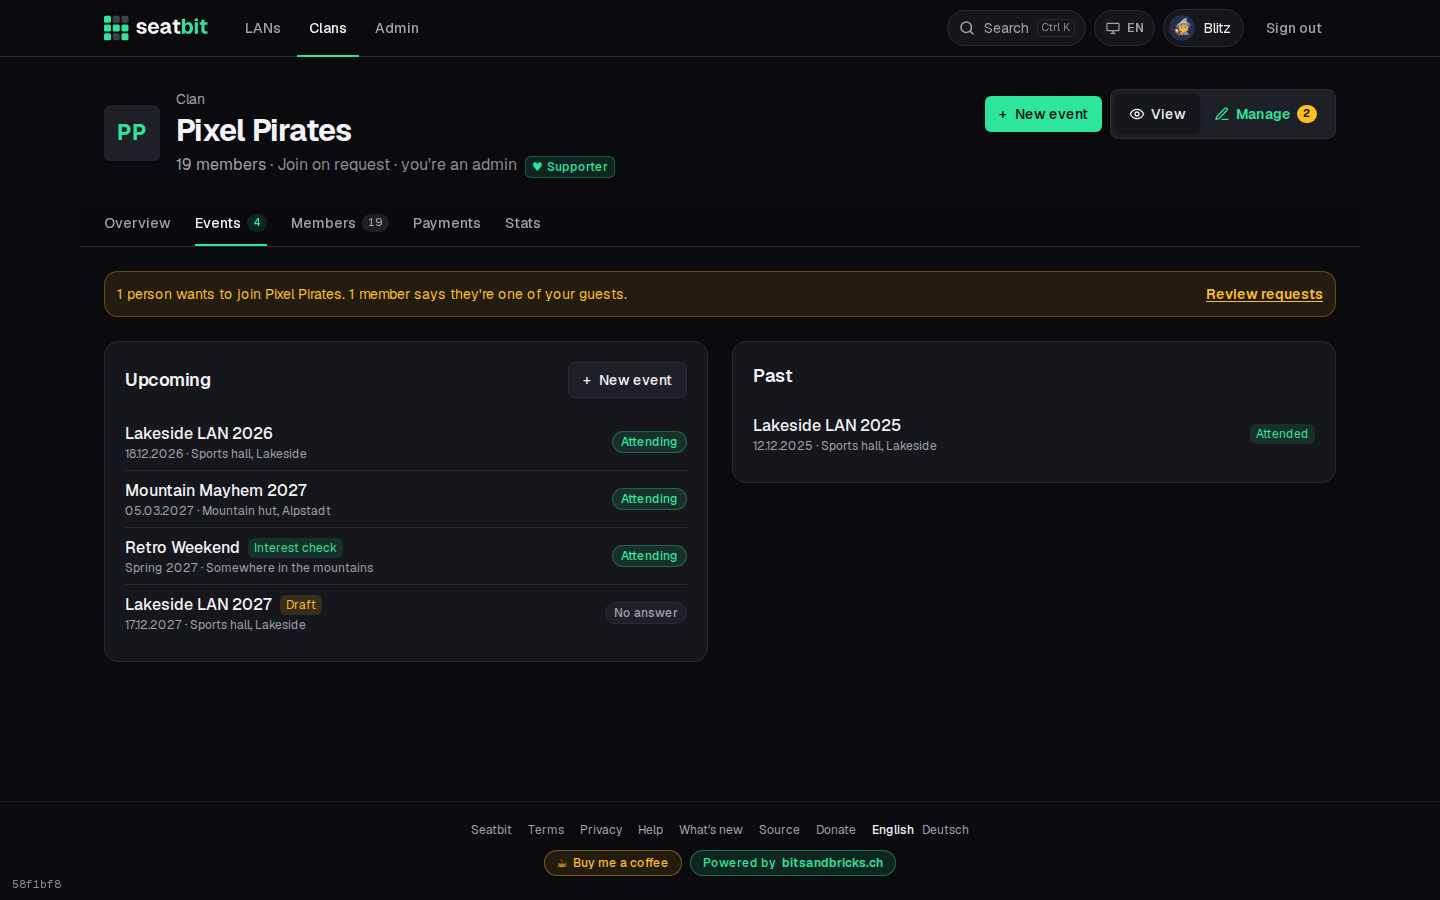 seatbit
LANs
Clans
Admin
Search
Ctrl K
EN
Blitz
Sign out
PP
Clan
Pixel Pirates
19 members · Join on request · you're an admin
♥ Supporter
+ New event
View
Manage
2
Overview
Events 4
Members 19
Payments
Stats
1 person wants to join Pixel Pirates. 1 member says they're one of your guests.
Review requests
Upcoming
+ New event
Lakeside LAN 2026
18.12.2026 · Sports hall, Lakeside
Attending
Mountain Mayhem 2027
05.03.2027 · Mountain hut, Alpstadt
Attending
Retro Weekend
Interest check
Spring 2027 · Somewhere in the mountains
Attending
Lakeside LAN 2027
Draft
17.12.2027 · Sports hall, Lakeside
No answer
Past
Lakeside LAN 2025
12.12.2025 · Sports hall, Lakeside
Attended
Seatbit
Terms
Privacy
Help
What's new
Source
Donate
English
Deutsch
Buy me a coffee
Powered by bitsandbricks.ch
58f1bf8